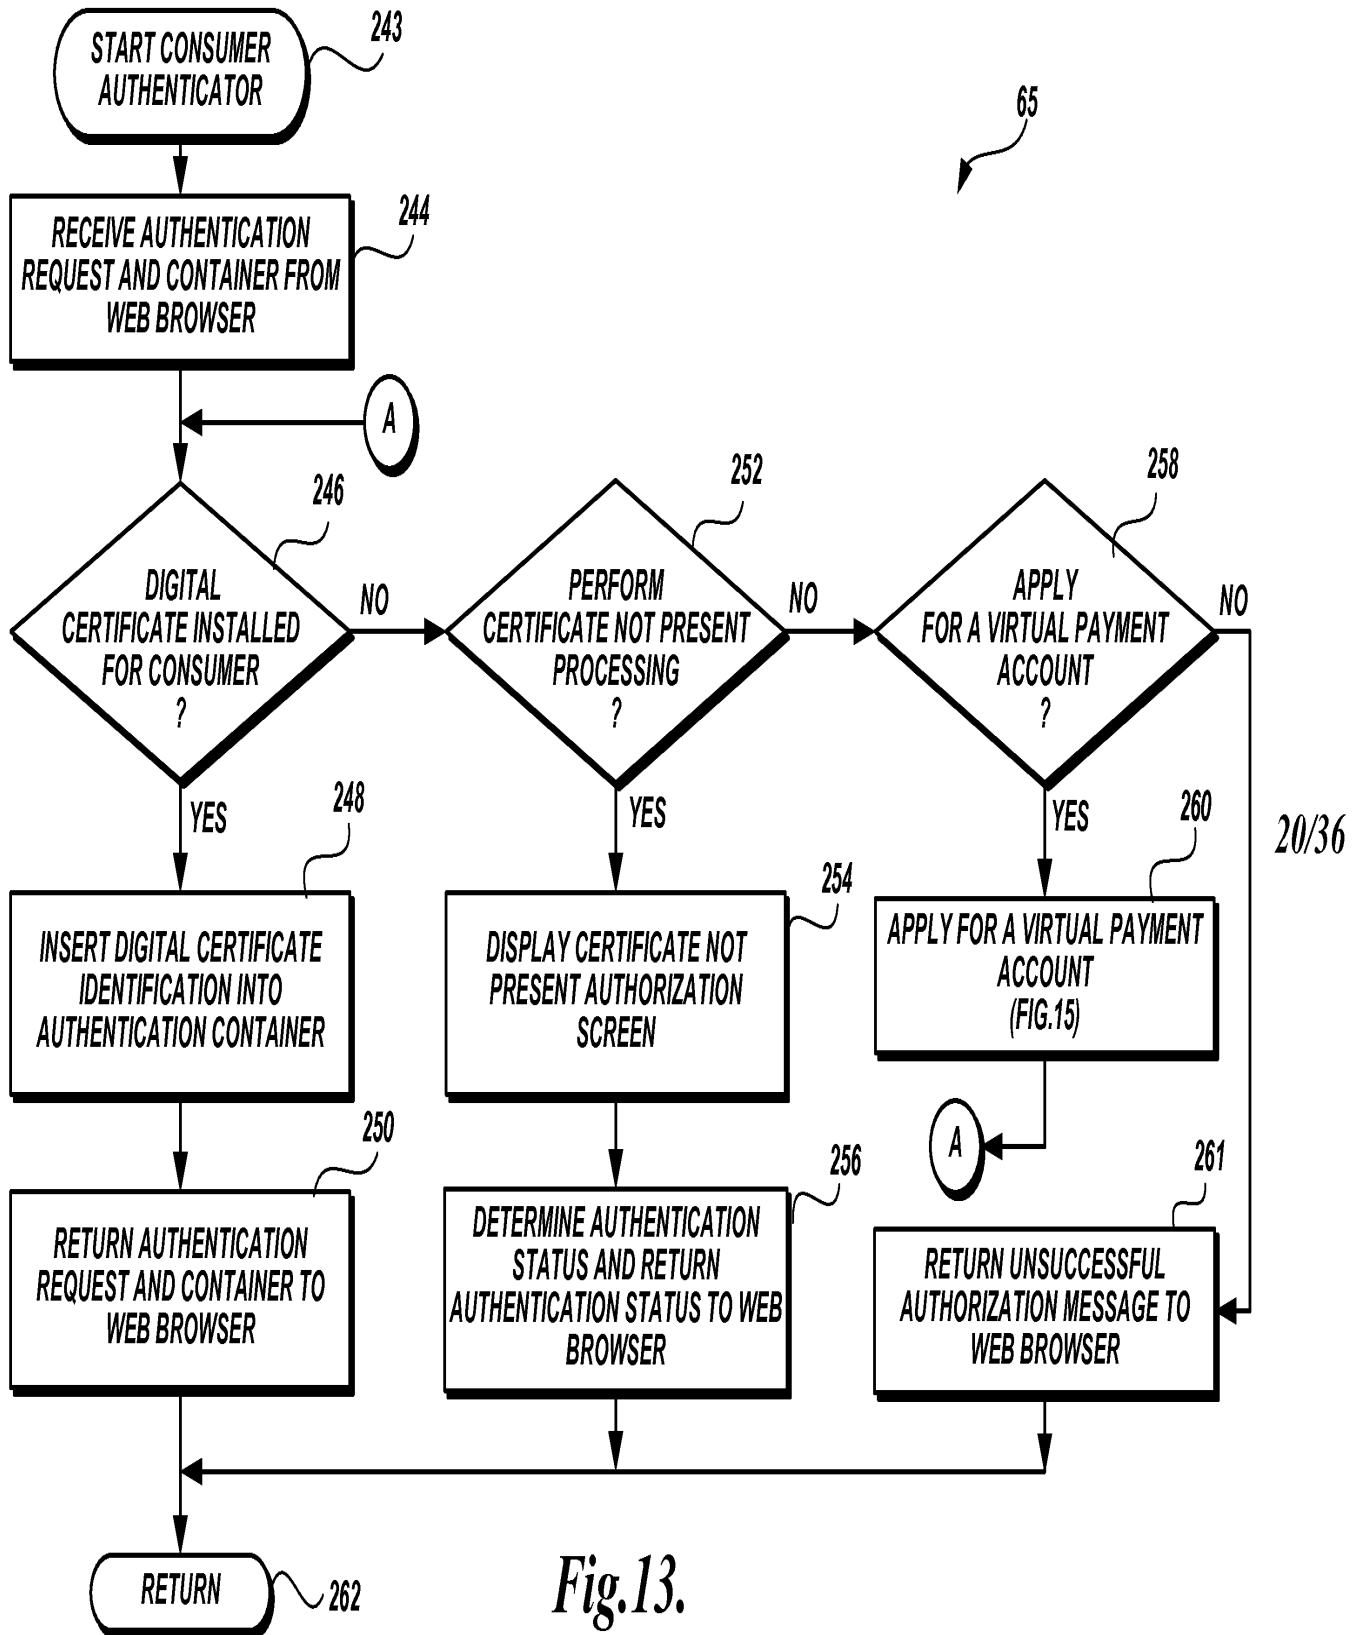 START CONSUMER
AUTHENTICATOR
243
65
RECEIVE AUTHENTICATION
REQUEST AND CONTAINER FROM
WEB BROWSER
244
A
DIGITAL
CERTIFICATE INSTALLED
FOR CONSUMER
?
246
NO
YES
PERFORM
CERTIFICATE NOT PRESENT
PROCESSING
?
252
NO
YES
APPLY
FOR A VIRTUAL PAYMENT
ACCOUNT
?
258
NO
YES
20/36
INSERT DIGITAL CERTIFICATE
IDENTIFICATION INTO
AUTHENTICATION CONTAINER
248
DISPLAY CERTIFICATE NOT
PRESENT AUTHORIZATION
SCREEN
254
APPLY FOR A VIRTUAL PAYMENT
ACCOUNT
(FIG.15)
260
A
RETURN AUTHENTICATION
REQUEST AND CONTAINER TO
WEB BROWSER
250
DETERMINE AUTHENTICATION
STATUS AND RETURN
AUTHENTICATION STATUS TO WEB
BROWSER
256
RETURN UNSUCCESSFUL
AUTHORIZATION MESSAGE TO
WEB BROWSER
261
RETURN
262
Fig.13.